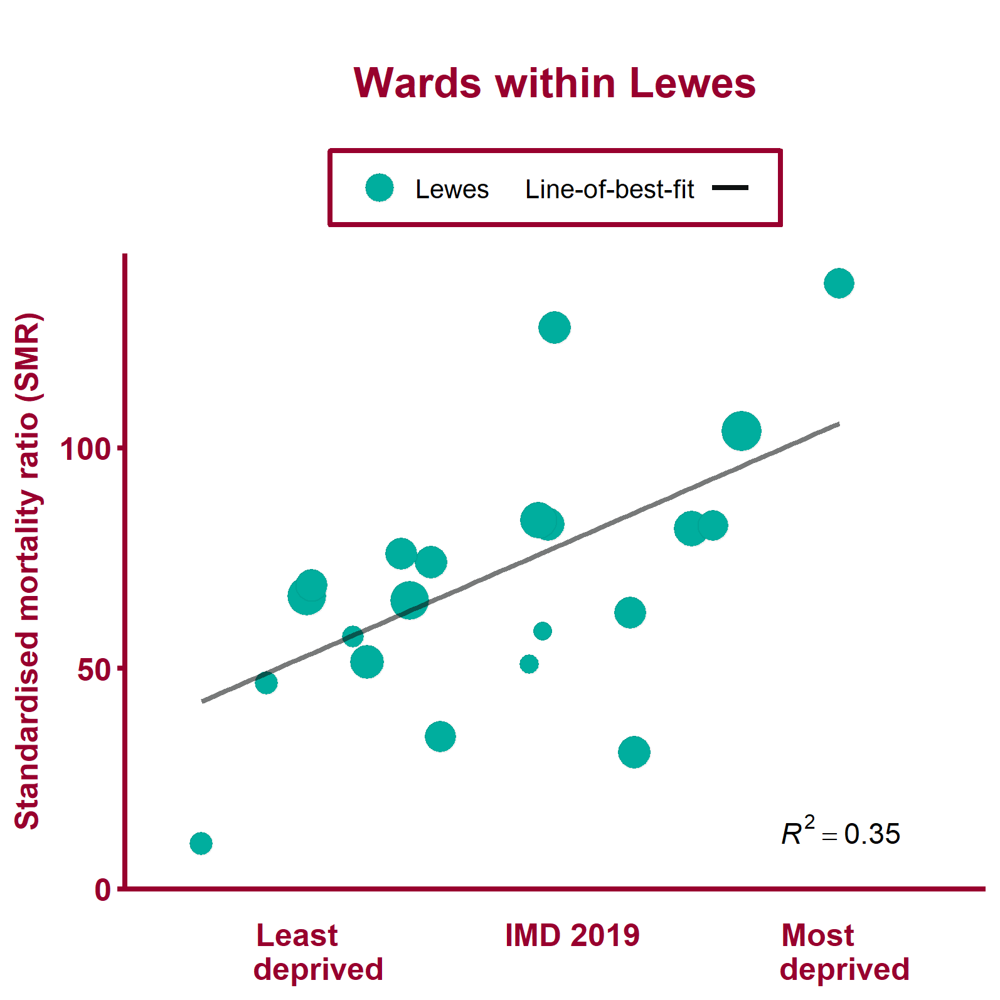 Wards within Lewes
Lewes
Line-of-best-fit
Standardised mortality ratio (SMR)
100
50
0
R² = 0.35
Least
deprived
IMD 2019
Most
deprived